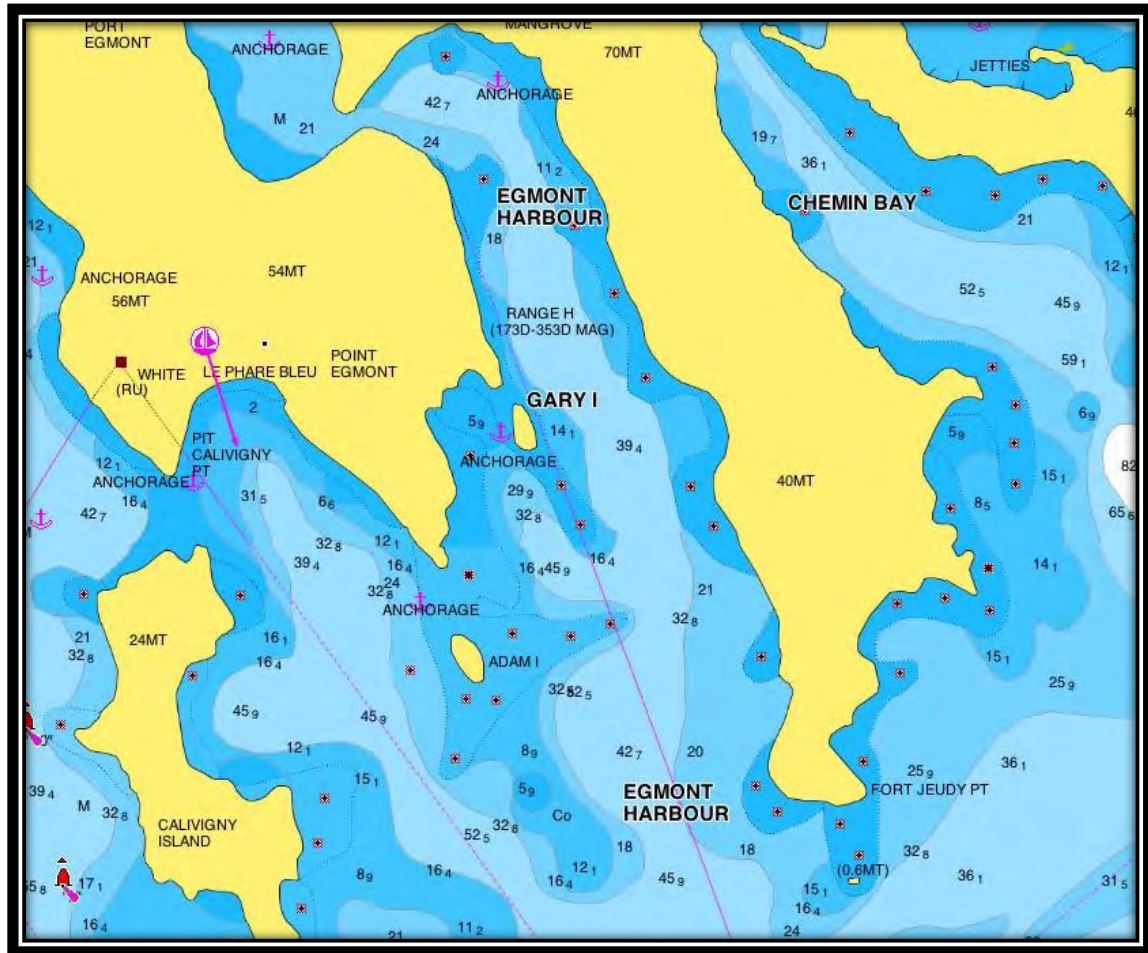 PORT
EGMONT
ANCHORAGE
MANGROVE
70MT
JETTIES
ANCHORAGE
42 7
M 21
24
19 7
36 1
11 2
EGMONT
HARBOUR
CHEMIN BAY
21
12 1
18
12 1
21
54MT
ANCHORAGE
56MT
52 5
45 9
RANGE H
(173D-353D MAG)
59 1
POINT
EGMONT
WHITE
(RU)
LE PHARE BLEU
2
GARY I
5 9
14 1
39 4
6 9
5 9
PIT
CALIVIGNY
PT
12 1
ANCHORAGE
ANCHORAGE
16 4
31 5
42 7
6 6
29 9
32 8
40MT
8 5
15 1
82
65 6
32 8
39 4
12 1
16 4
24
32 8
16 4
45 9
16 4
14 1
21
ANCHORAGE
32 8
24MT
21
32 8
16 1
16 4
ADAM I
15 1
25 9
32 8
52 5
45 9
45 9
12 1
8 9
42 7
20
15 1
5 9
EGMONT
HARBOUR
25 9
36 1
FORT JEUDY PT
39 4
M
32 8
CALIVIGNY
ISLAND
52 5
32 8
Co
18
18
32 8
(0.6MT)
17 1
8 9
16 4
12 1
16 4
45 9
15 1
16 4
36 1
31 5
16 4
21
11 2
24